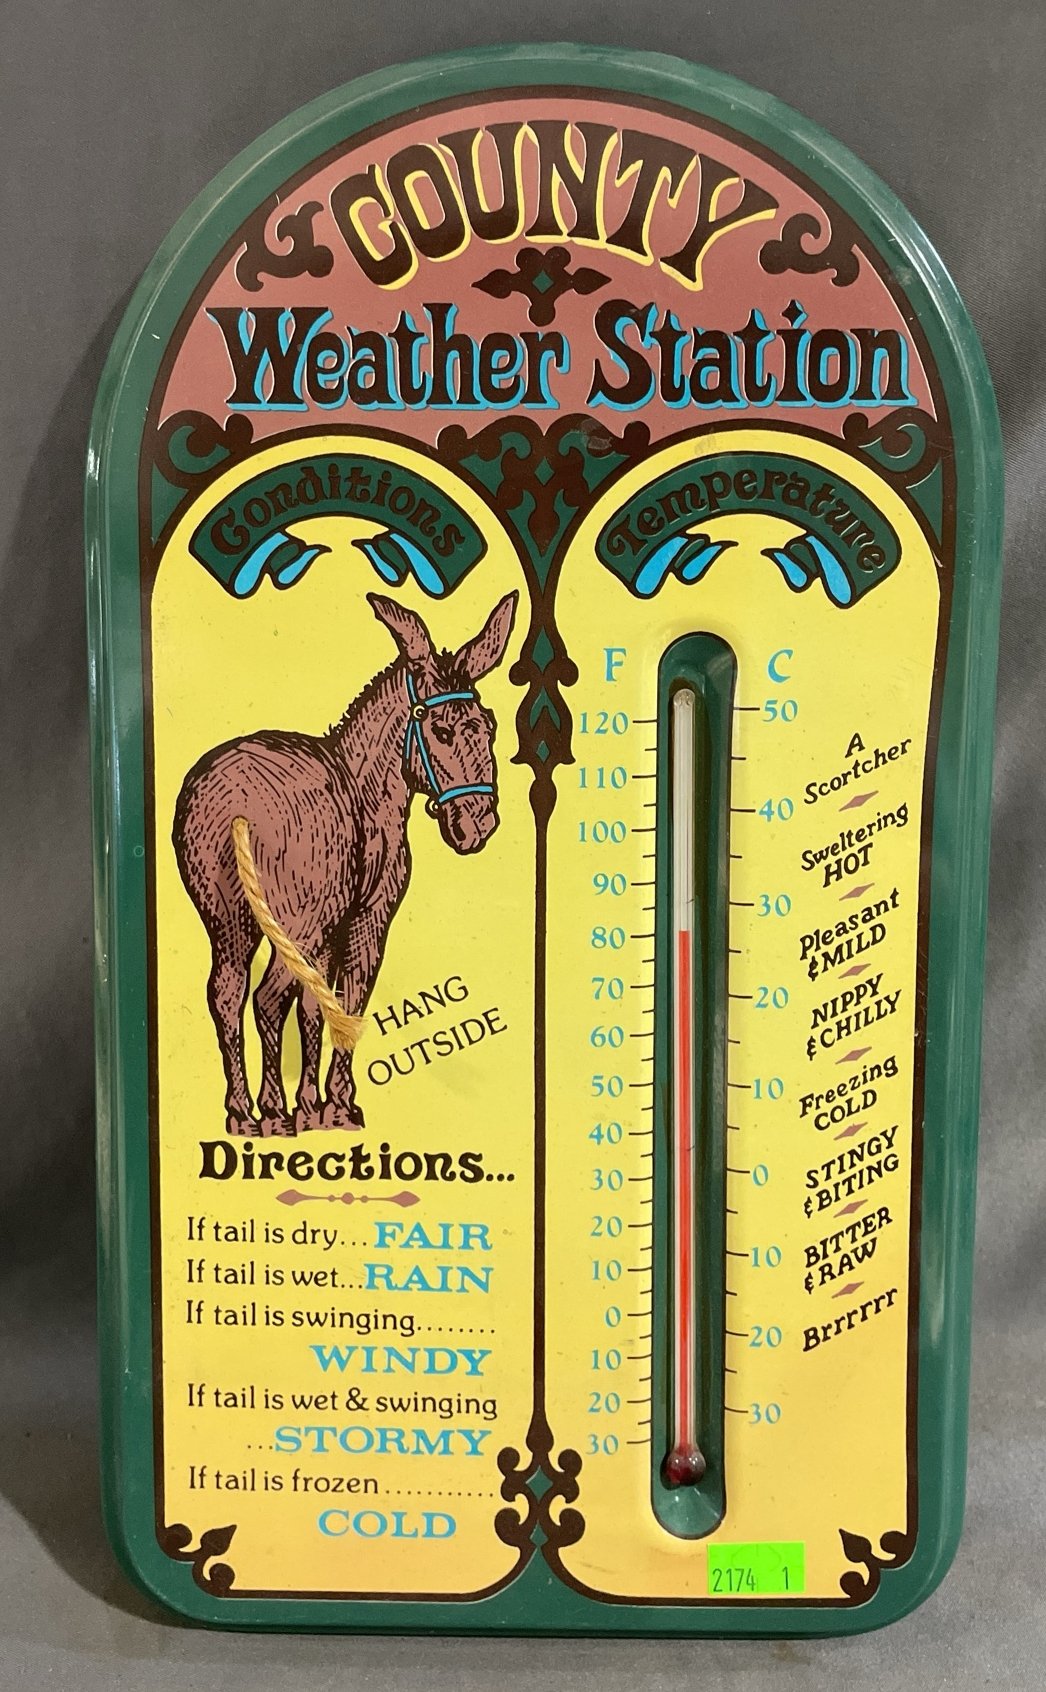 COUNTY
Weather Station
Conditions
HANG
OUTSIDE
Directions...
If tail is dry...FAIR
If tail is wet...RAIN
If tail is swinging........
WINDY
If tail is wet & swinging
...STORMY
If tail is frozen...........
COLD
Temperature
F C
120
110
100
90
80
70
60
50
40
30
20
10
0
10
20
30
50
40
30
20
10
0
10
20
30
A
Scortcher
Sweltering
HOT
Pleasant
& MILD
NIPPY
& CHILLY
Freezing
COLD
STINGY
& BITING
BITTER
& RAW
Brrrrrr
2174 1